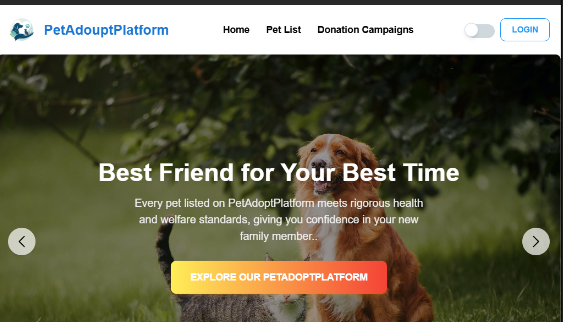 PetAdouptPlatform
Home Pet List Donation Campaigns
LOGIN
Best Friend for Your Best Time
Every pet listed on PetAdoptPlatform meets rigorous health
and welfare standards, giving you confidence in your new
family member..
EXPLORE OUR PETADOPTPLATFORM